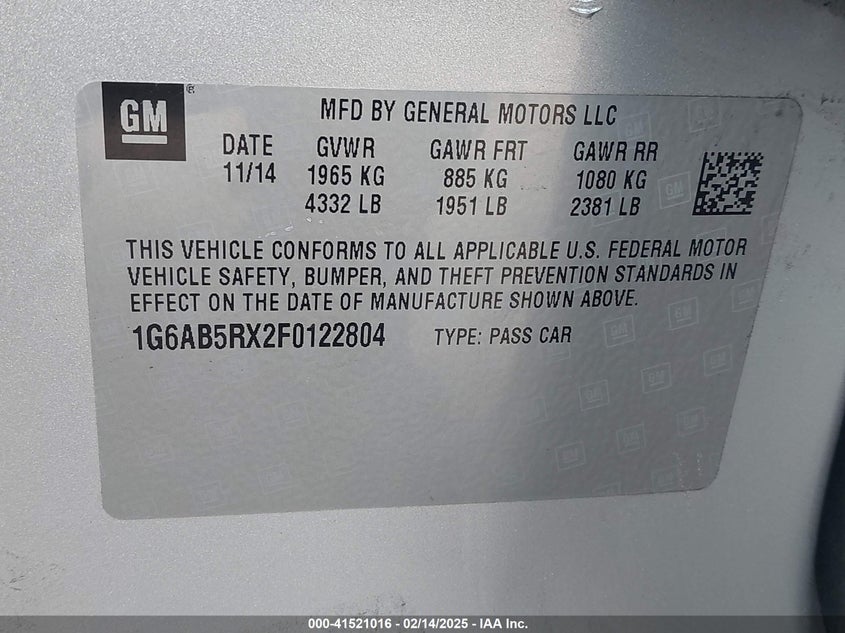 GM ®
MFD BY GENERAL MOTORS LLC
DATE GVWR GAWR FRT GAWR RR
11/14 1965 KG 885 KG 1080 KG
4332 LB 1951 LB 2381 LB
THIS VEHICLE CONFORMS TO ALL APPLICABLE U.S. FEDERAL MOTOR
VEHICLE SAFETY, BUMPER, AND THEFT PREVENTION STANDARDS IN
EFFECT ON THE DATE OF MANUFACTURE SHOWN ABOVE.
1G6AB5RX2F0122804 TYPE: PASS CAR
000-41521016 - 02/14/2025 - IAA Inc.